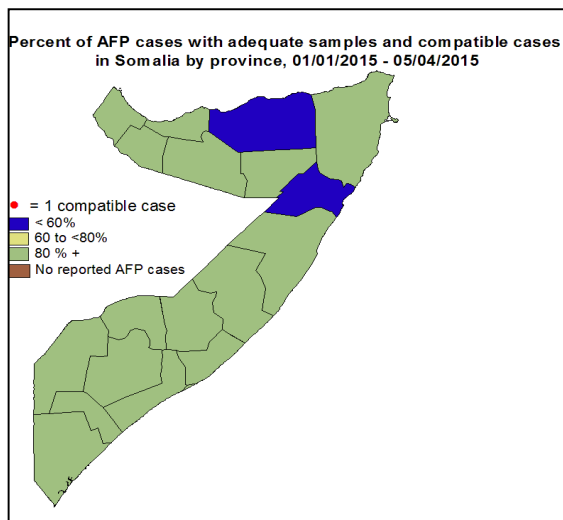 Percent of AFP cases with adequate samples and compatible cases
in Somalia by province, 01/01/2015 - 05/04/2015
= 1 compatible case
< 60%
60 to <80%
80 % +
No reported AFP cases